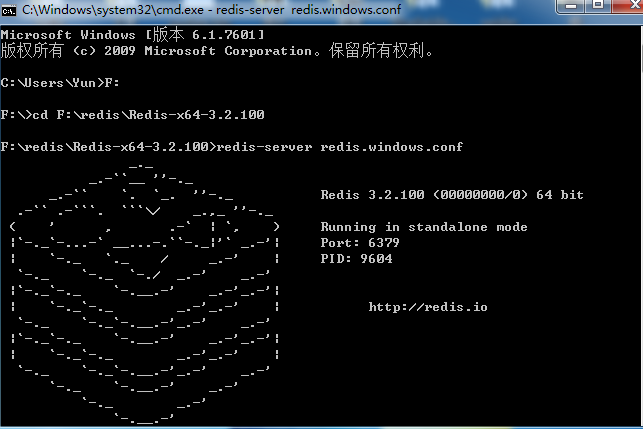 C:\Windows\system32\cmd.exe - redis-server  redis.windows.conf
Microsoft Windows [版本 6.1.7601]
版权所有 (c) 2009 Microsoft Corporation。保留所有权利。
C:\Users\Yun>F:
F:\>cd F:\redis\Redis-x64-3.2.100
F:\redis\Redis-x64-3.2.100>redis-server redis.windows.conf
Redis 3.2.100 (00000000/0) 64 bit
Running in standalone mode
Port: 6379
PID: 9604
http://redis.io